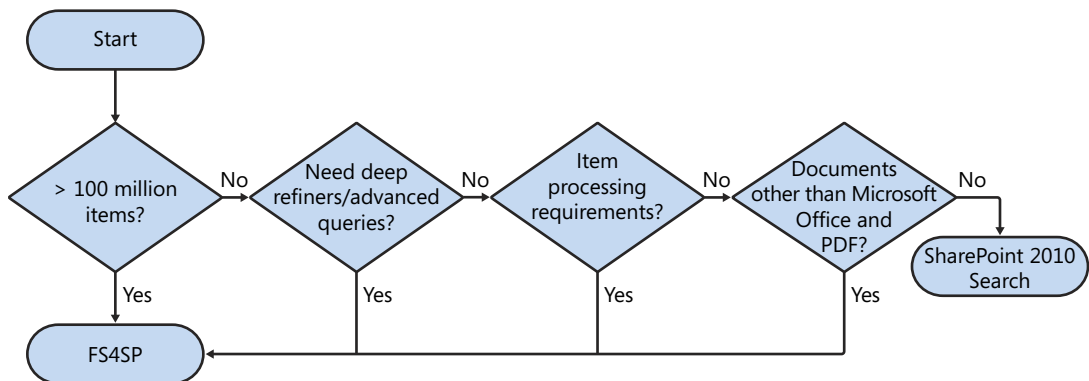 Start
> 100 million
items?
No
Need deep
refiners/advanced
queries?
No
Item
processing
requirements?
No
Documents
other than Microsoft
Office and
PDF?
No
SharePoint 2010
Search
Yes
Yes
Yes
Yes
FS4SP